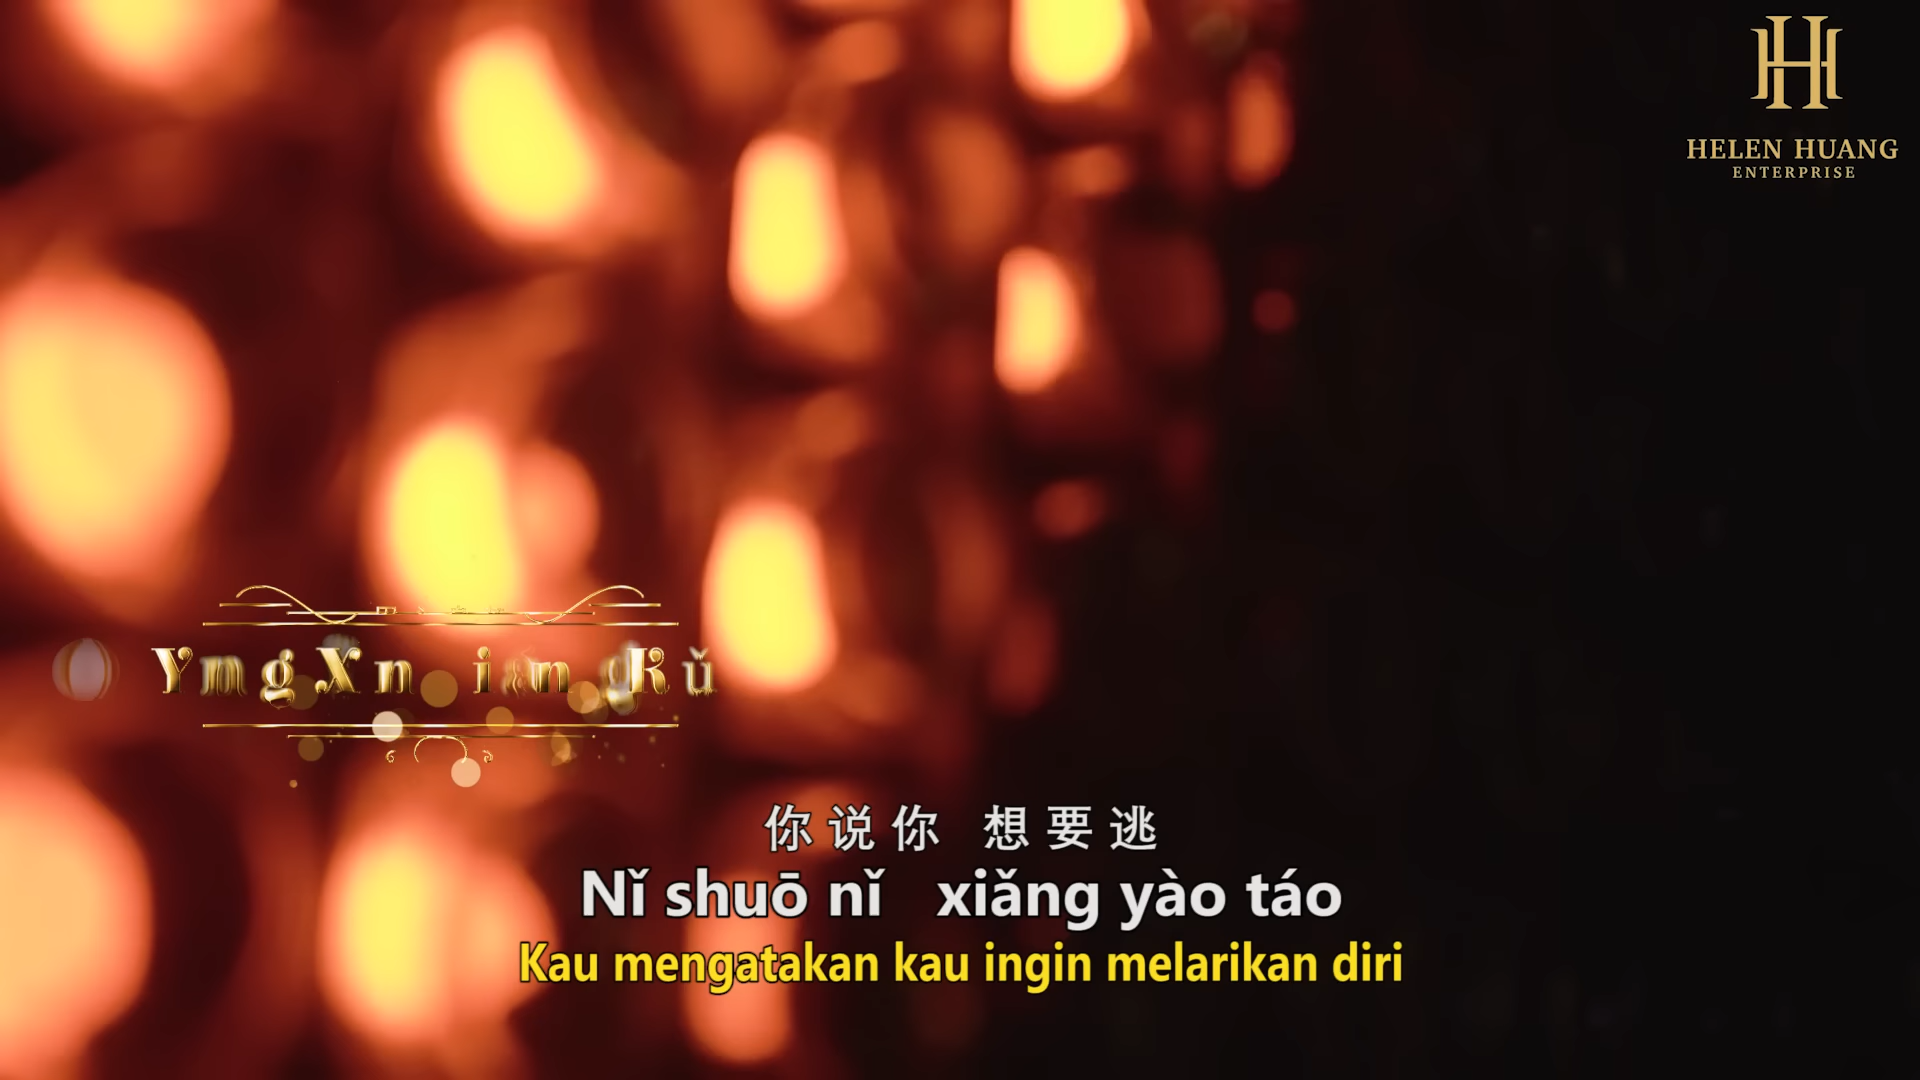 HELEN HUANG
ENTERPRISE
你说你 想要逃
Nǐ shuō nǐ xiǎng yào táo
Kau mengatakan kau ingin melarikan diri